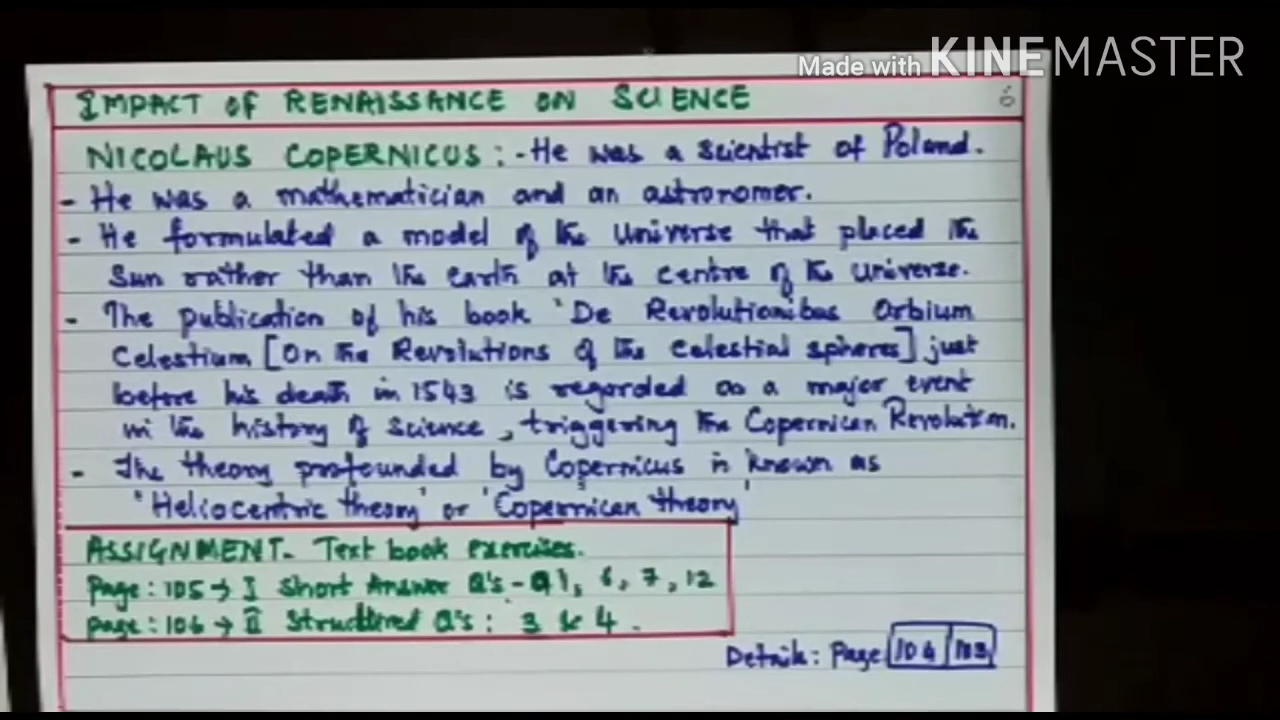 Made with KINEMASTER
IMPACT OF RENAISSANCE ON SCIENCE 6
NICOLAUS COPERNICUS :- He was a scientist of Poland.
- He was a mathematician and an astronomer.
- He formulated a model of the Universe that placed the
Sun rather than the earth at the centre of the universe.
- The publication of his book 'De Revolutionibus Orbium
Celestium [On the Revolutions of the celestial spheres] just
before his death in 1543 is regarded as a major event
in the history of science, triggering the Copernican Revolution.
- The theory profounded by Copernicus is known as
'Heliocentric theory' or 'Copernican theory'
ASSIGNMENT- Text book exercises.
Page: 105 → I Short Answer Q's - Q1, 6, 7, 12
page: 106 → II Structured Q's : 3 & 4.
Details: Page 104 103